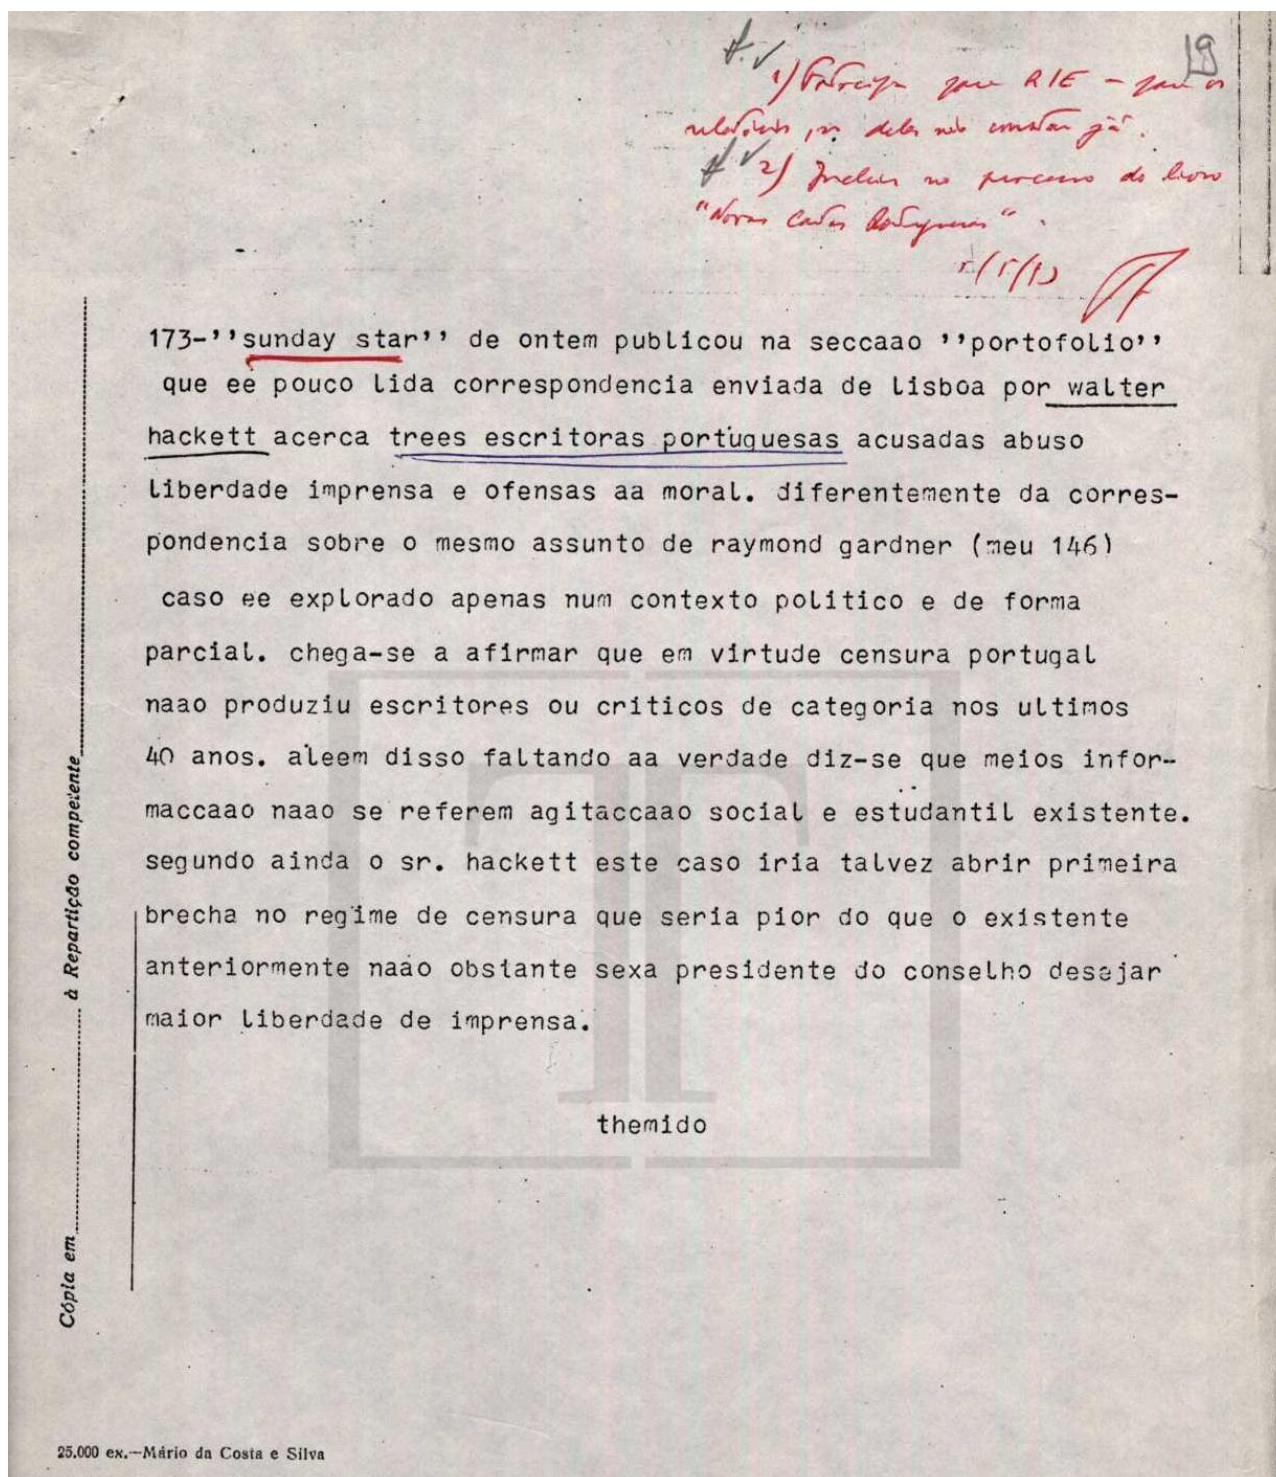 19
1) para RIE - para os
deles não constar já.
2) Incluir no processo do livro
"Novas Cartas Portuguesas".
173-''sunday star'' de ontem publicou na seccaao ''portofolio''
que ee pouco lida correspondencia enviada de lisboa por walter
hackett acerca trees escritoras portuguesas acusadas abuso
liberdade imprensa e ofensas aa moral. diferentemente da corres-
pondencia sobre o mesmo assunto de raymond gardner (meu 146)
caso ee explorado apenas num contexto politico e de forma
parcial. chega-se a afirmar que em virtude censura portugal
naao produziu escritores ou criticos de categoria nos ultimos
40 anos. aleem disso faltando aa verdade diz-se que meios infor-
maccaao naao se referem agitaccaao social e estudantil existente.
segundo ainda o sr. hackett este caso iria talvez abrir primeira
brecha no regime de censura que seria pior do que o existente
anteriormente naao obstante sexa presidente do conselho desejar
maior liberdade de imprensa.
themido
Cópia em à Repartição competente
25.000 ex.—Mário da Costa e Silva